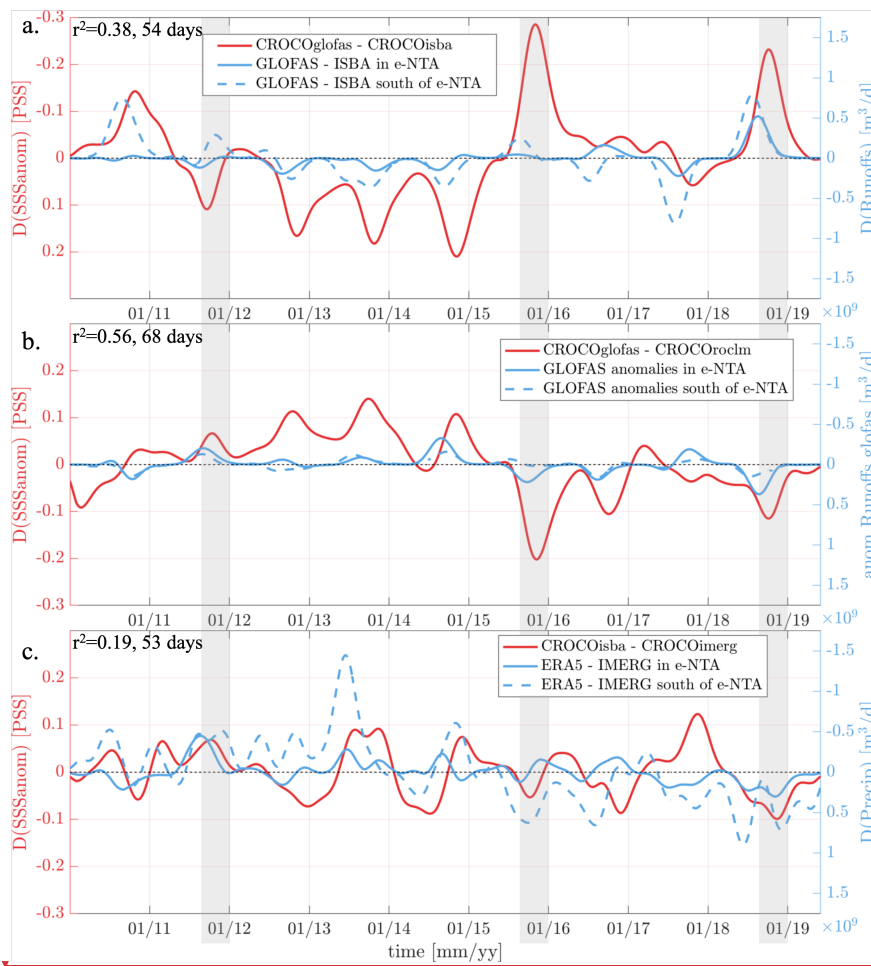 a.
r²=0.38, 54 days
CROCOglofas - CROCOisba
GLOFAS - ISBA in e-NTA
GLOFAS - ISBA south of e-NTA
D(SSSanom) [PSS]
-0.3
-0.2
-0.1
0
0.1
0.2
1.5
1
0.5
0
-0.5
-1
-1.5
D(Runoffs) [m³/d]
01/11 01/12 01/13 01/14 01/15 01/16 01/17 01/18 01/19
×10⁹
b.
r²=0.56, 68 days
CROCOglofas - CROCOroclm
GLOFAS anomalies in e-NTA
GLOFAS anomalies south of e-NTA
D(SSSanom) [PSS]
0.2
0.1
0
-0.1
-0.2
-0.3
-1.5
-1
-0.5
0
0.5
1
1.5
anom Runoffs glofas [m³/d]
01/11 01/12 01/13 01/14 01/15 01/16 01/17 01/18 01/19
×10⁹
c.
r²=0.19, 53 days
CROCOisba - CROCOimerg
ERA5 - IMERG in e-NTA
ERA5 - IMERG south of e-NTA
D(SSSanom) [PSS]
0.2
0.1
0
-0.1
-0.2
-0.3
-1.5
-1
-0.5
0
0.5
1
1.5
D(Precip) [m³/d]
01/11 01/12 01/13 01/14 01/15 01/16 01/17 01/18 01/19
×10⁹
time [mm/yy]